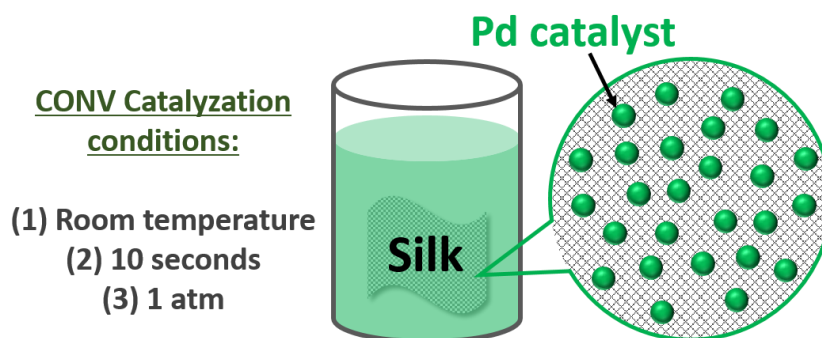 Pd catalyst
CONV Catalyzation
conditions:
(1) Room temperature
(2) 10 seconds
(3) 1 atm
Silk